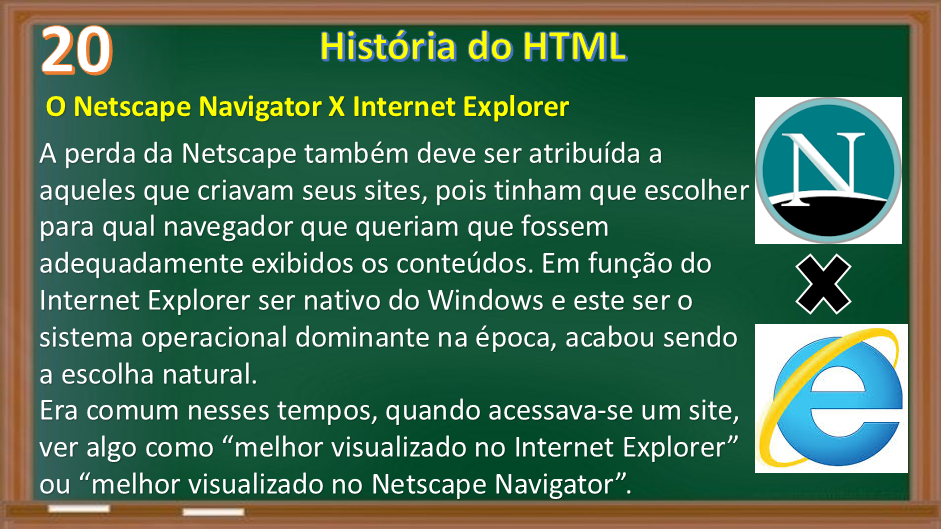 20
História do HTML
O Netscape Navigator X Internet Explorer
A perda da Netscape também deve ser atribuída a
aqueles que criavam seus sites, pois tinham que escolher
para qual navegador que queriam que fossem
adequadamente exibidos os conteúdos. Em função do
Internet Explorer ser nativo do Windows e este ser o
sistema operacional dominante na época, acabou sendo
a escolha natural.
Era comum nesses tempos, quando acessava-se um site,
ver algo como “melhor visualizado no Internet Explorer”
ou “melhor visualizado no Netscape Navigator”.
N
e